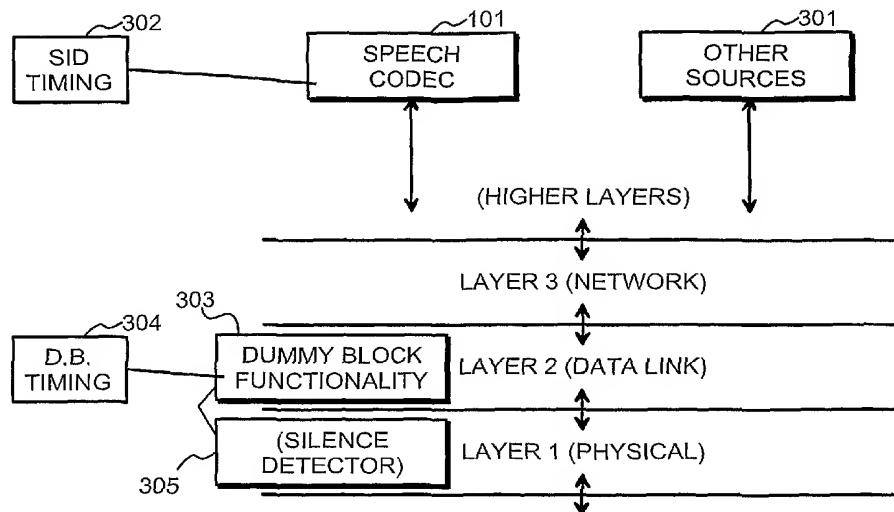 302
SID
TIMING
101
SPEECH
CODEC
301
OTHER
SOURCES
(HIGHER LAYERS)
LAYER 3 (NETWORK)
304
D.B.
TIMING
303
DUMMY BLOCK
FUNCTIONALITY
LAYER 2 (DATA LINK)
(SILENCE
DETECTOR)
305
LAYER 1 (PHYSICAL)